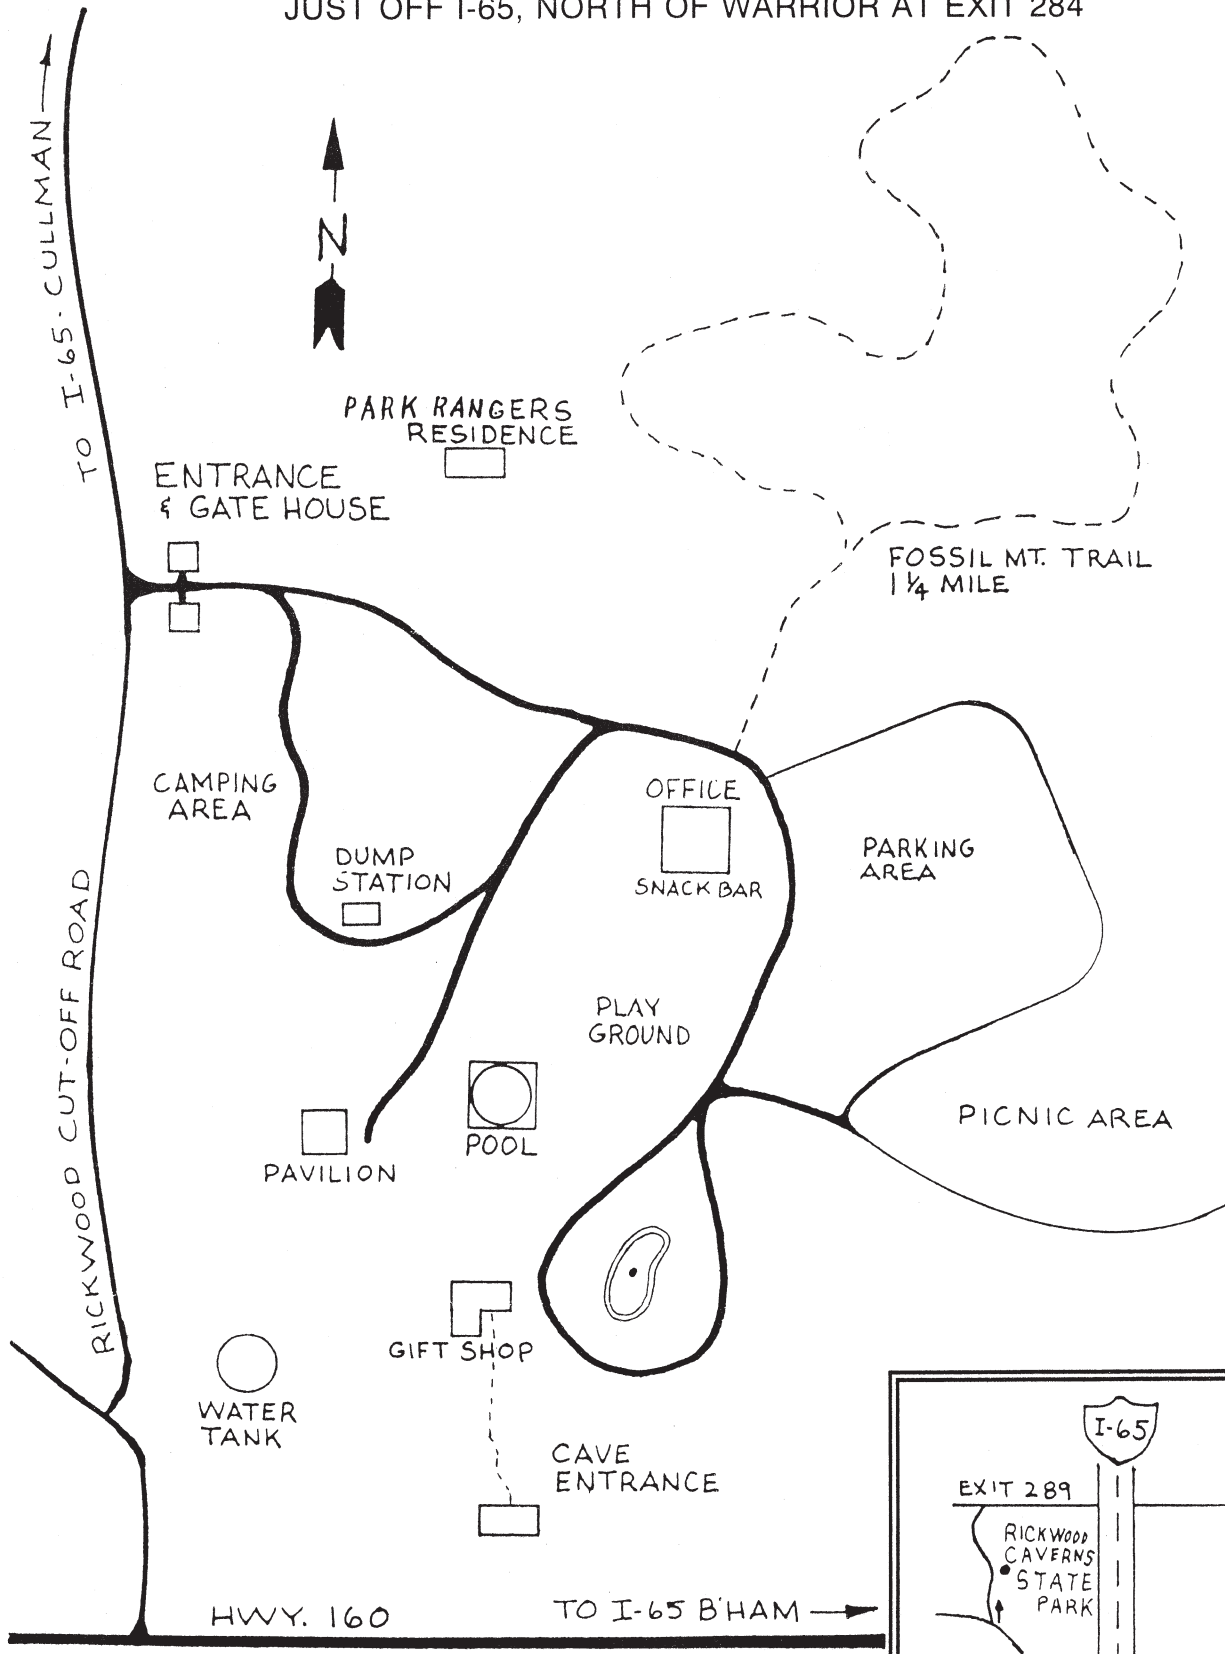 JUST OFF I-65, NORTH OF WARRIOR AT EXIT 284
TO I-65-CULLMAN
N
PARK RANGERS
RESIDENCE
ENTRANCE
& GATE HOUSE
FOSSIL MT. TRAIL
1 1/4 MILE
CAMPING
AREA
OFFICE
SNACK BAR
PARKING
AREA
DUMP
STATION
RICKWOOD CUT-OFF ROAD
PLAY
GROUND
POOL
PAVILION
PICNIC AREA
GIFT SHOP
WATER
TANK
CAVE
ENTRANCE
HWY. 160
TO I-65 B'HAM
I-65
EXIT 289
RICKWOOD
CAVERNS
STATE
PARK